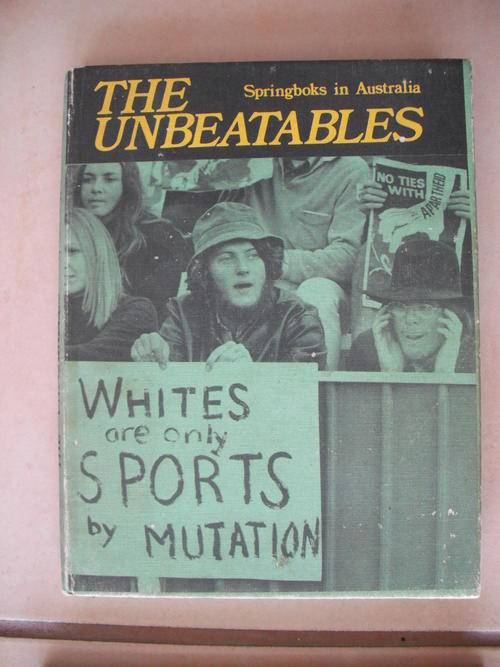 THE
UNBEATABLES
Springboks in Australia
NO TIES
WITH
APARTHEID
WHITES
are only
SPORTS
by MUTATION